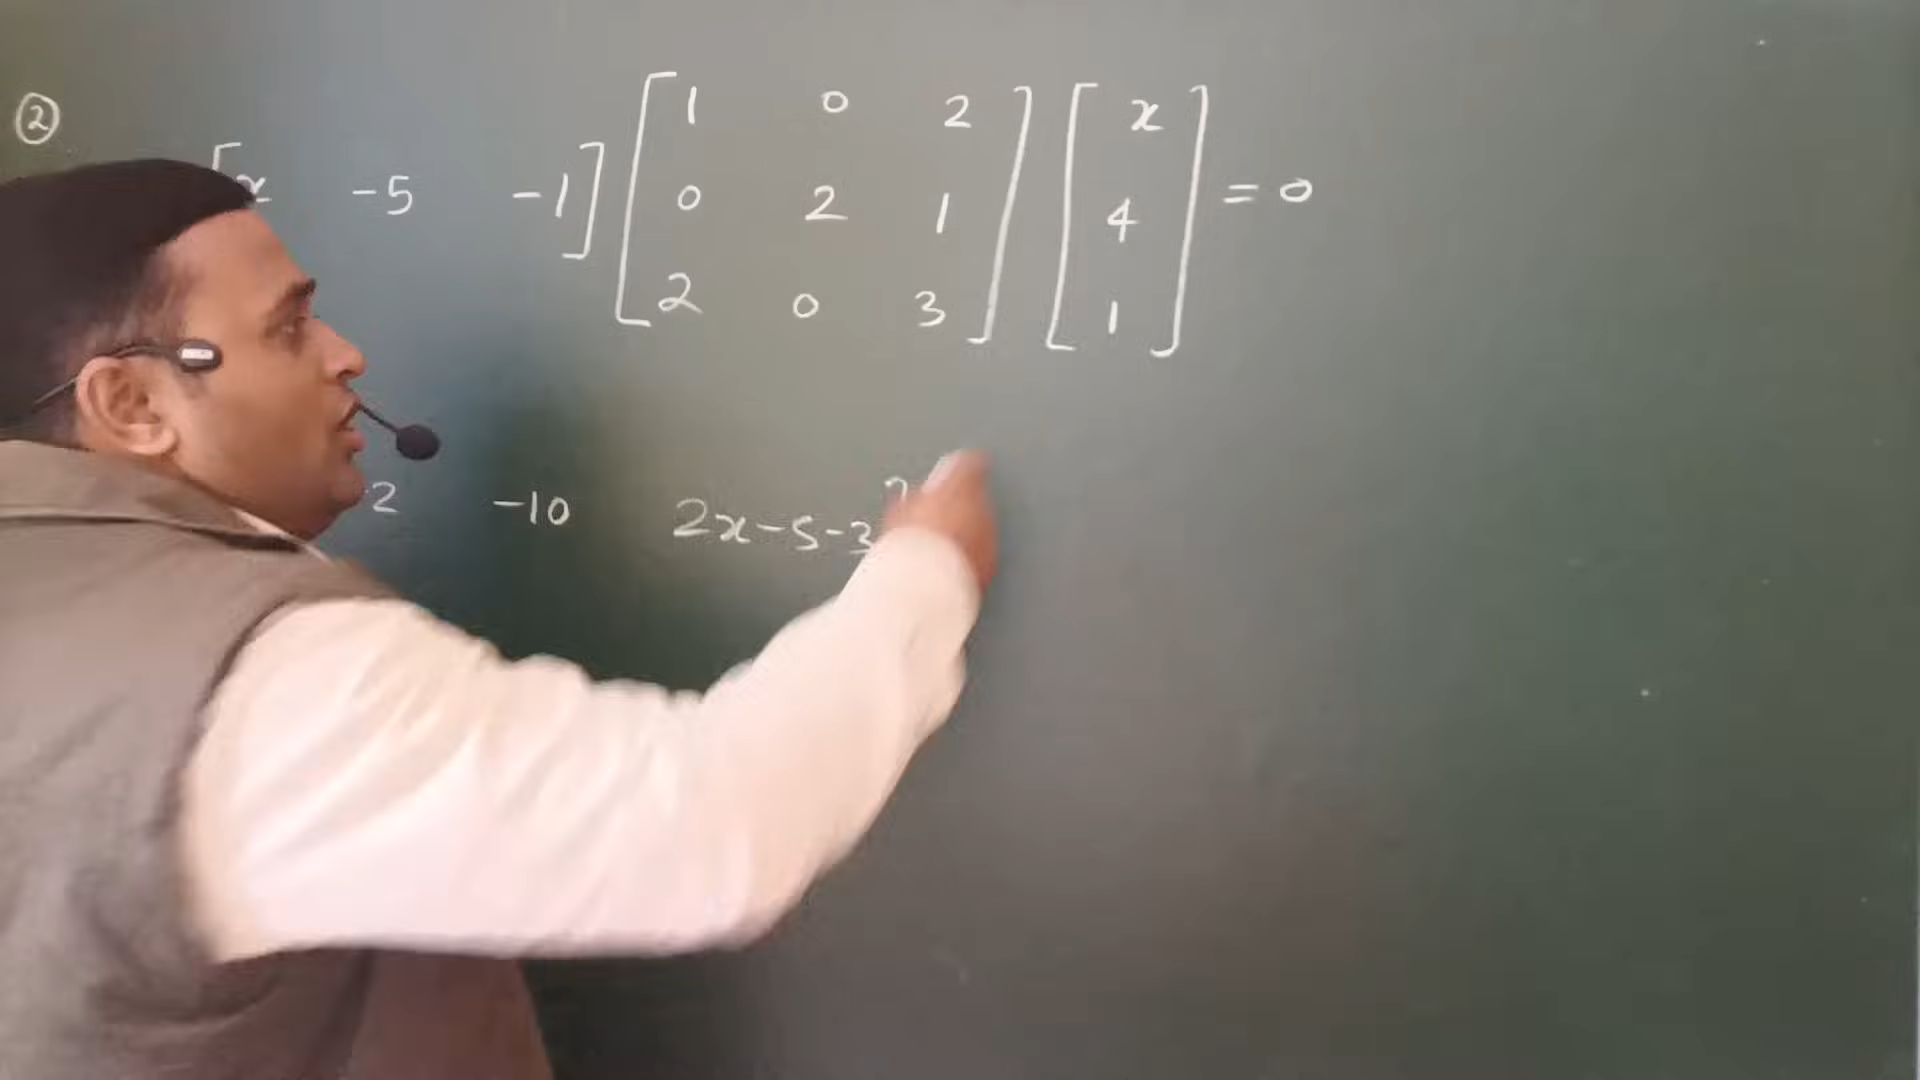 ②
[x -5 -1] [1 0 2] [x] = 0
0 2 1 4
2 0 3 1
2 -10 2x-5-3